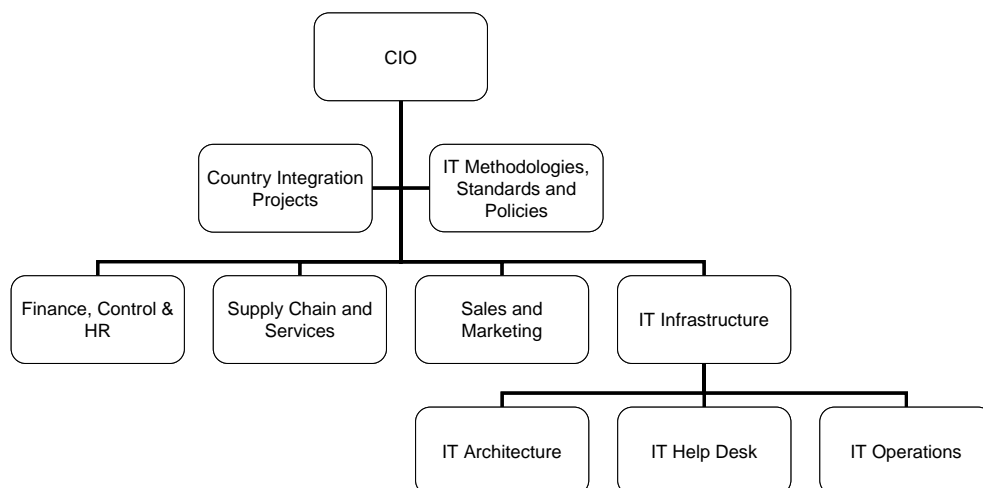 CIO
Country Integration
Projects
IT Methodologies,
Standards and
Policies
Finance, Control &
HR
Supply Chain and
Services
Sales and
Marketing
IT Infrastructure
IT Architecture
IT Help Desk
IT Operations